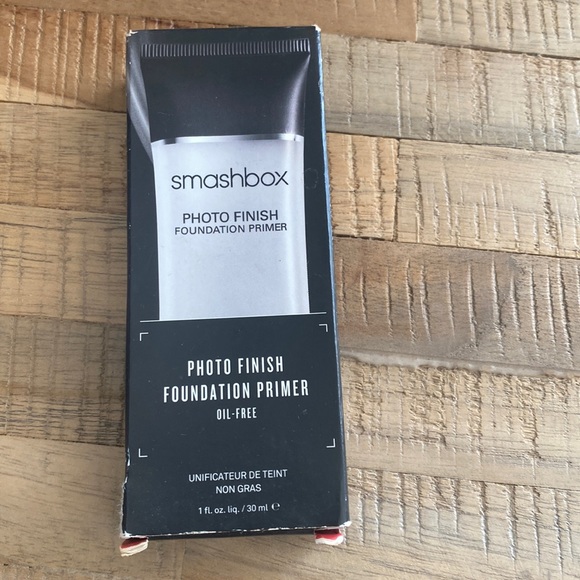 smashbox
PHOTO FINISH
FOUNDATION PRIMER
PHOTO FINISH
FOUNDATION PRIMER
OIL-FREE
UNIFICATEUR DE TEINT
NON GRAS
1 fl. oz. liq. / 30 ml ℮